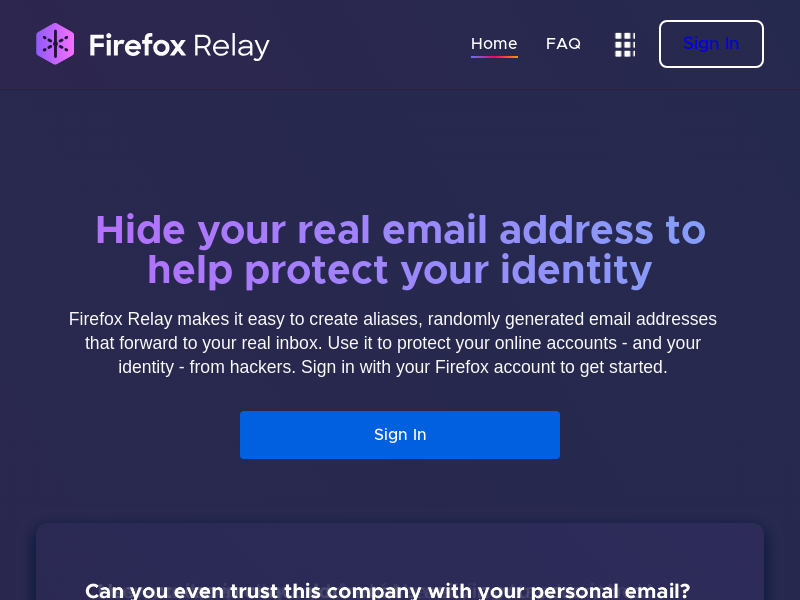 Firefox Relay
Home
FAQ
Sign In
Hide your real email address to
help protect your identity
Firefox Relay makes it easy to create aliases, randomly generated email addresses
that forward to your real inbox. Use it to protect your online accounts - and your
identity - from hackers. Sign in with your Firefox account to get started.
Sign In
Can you even trust this company with your personal email?